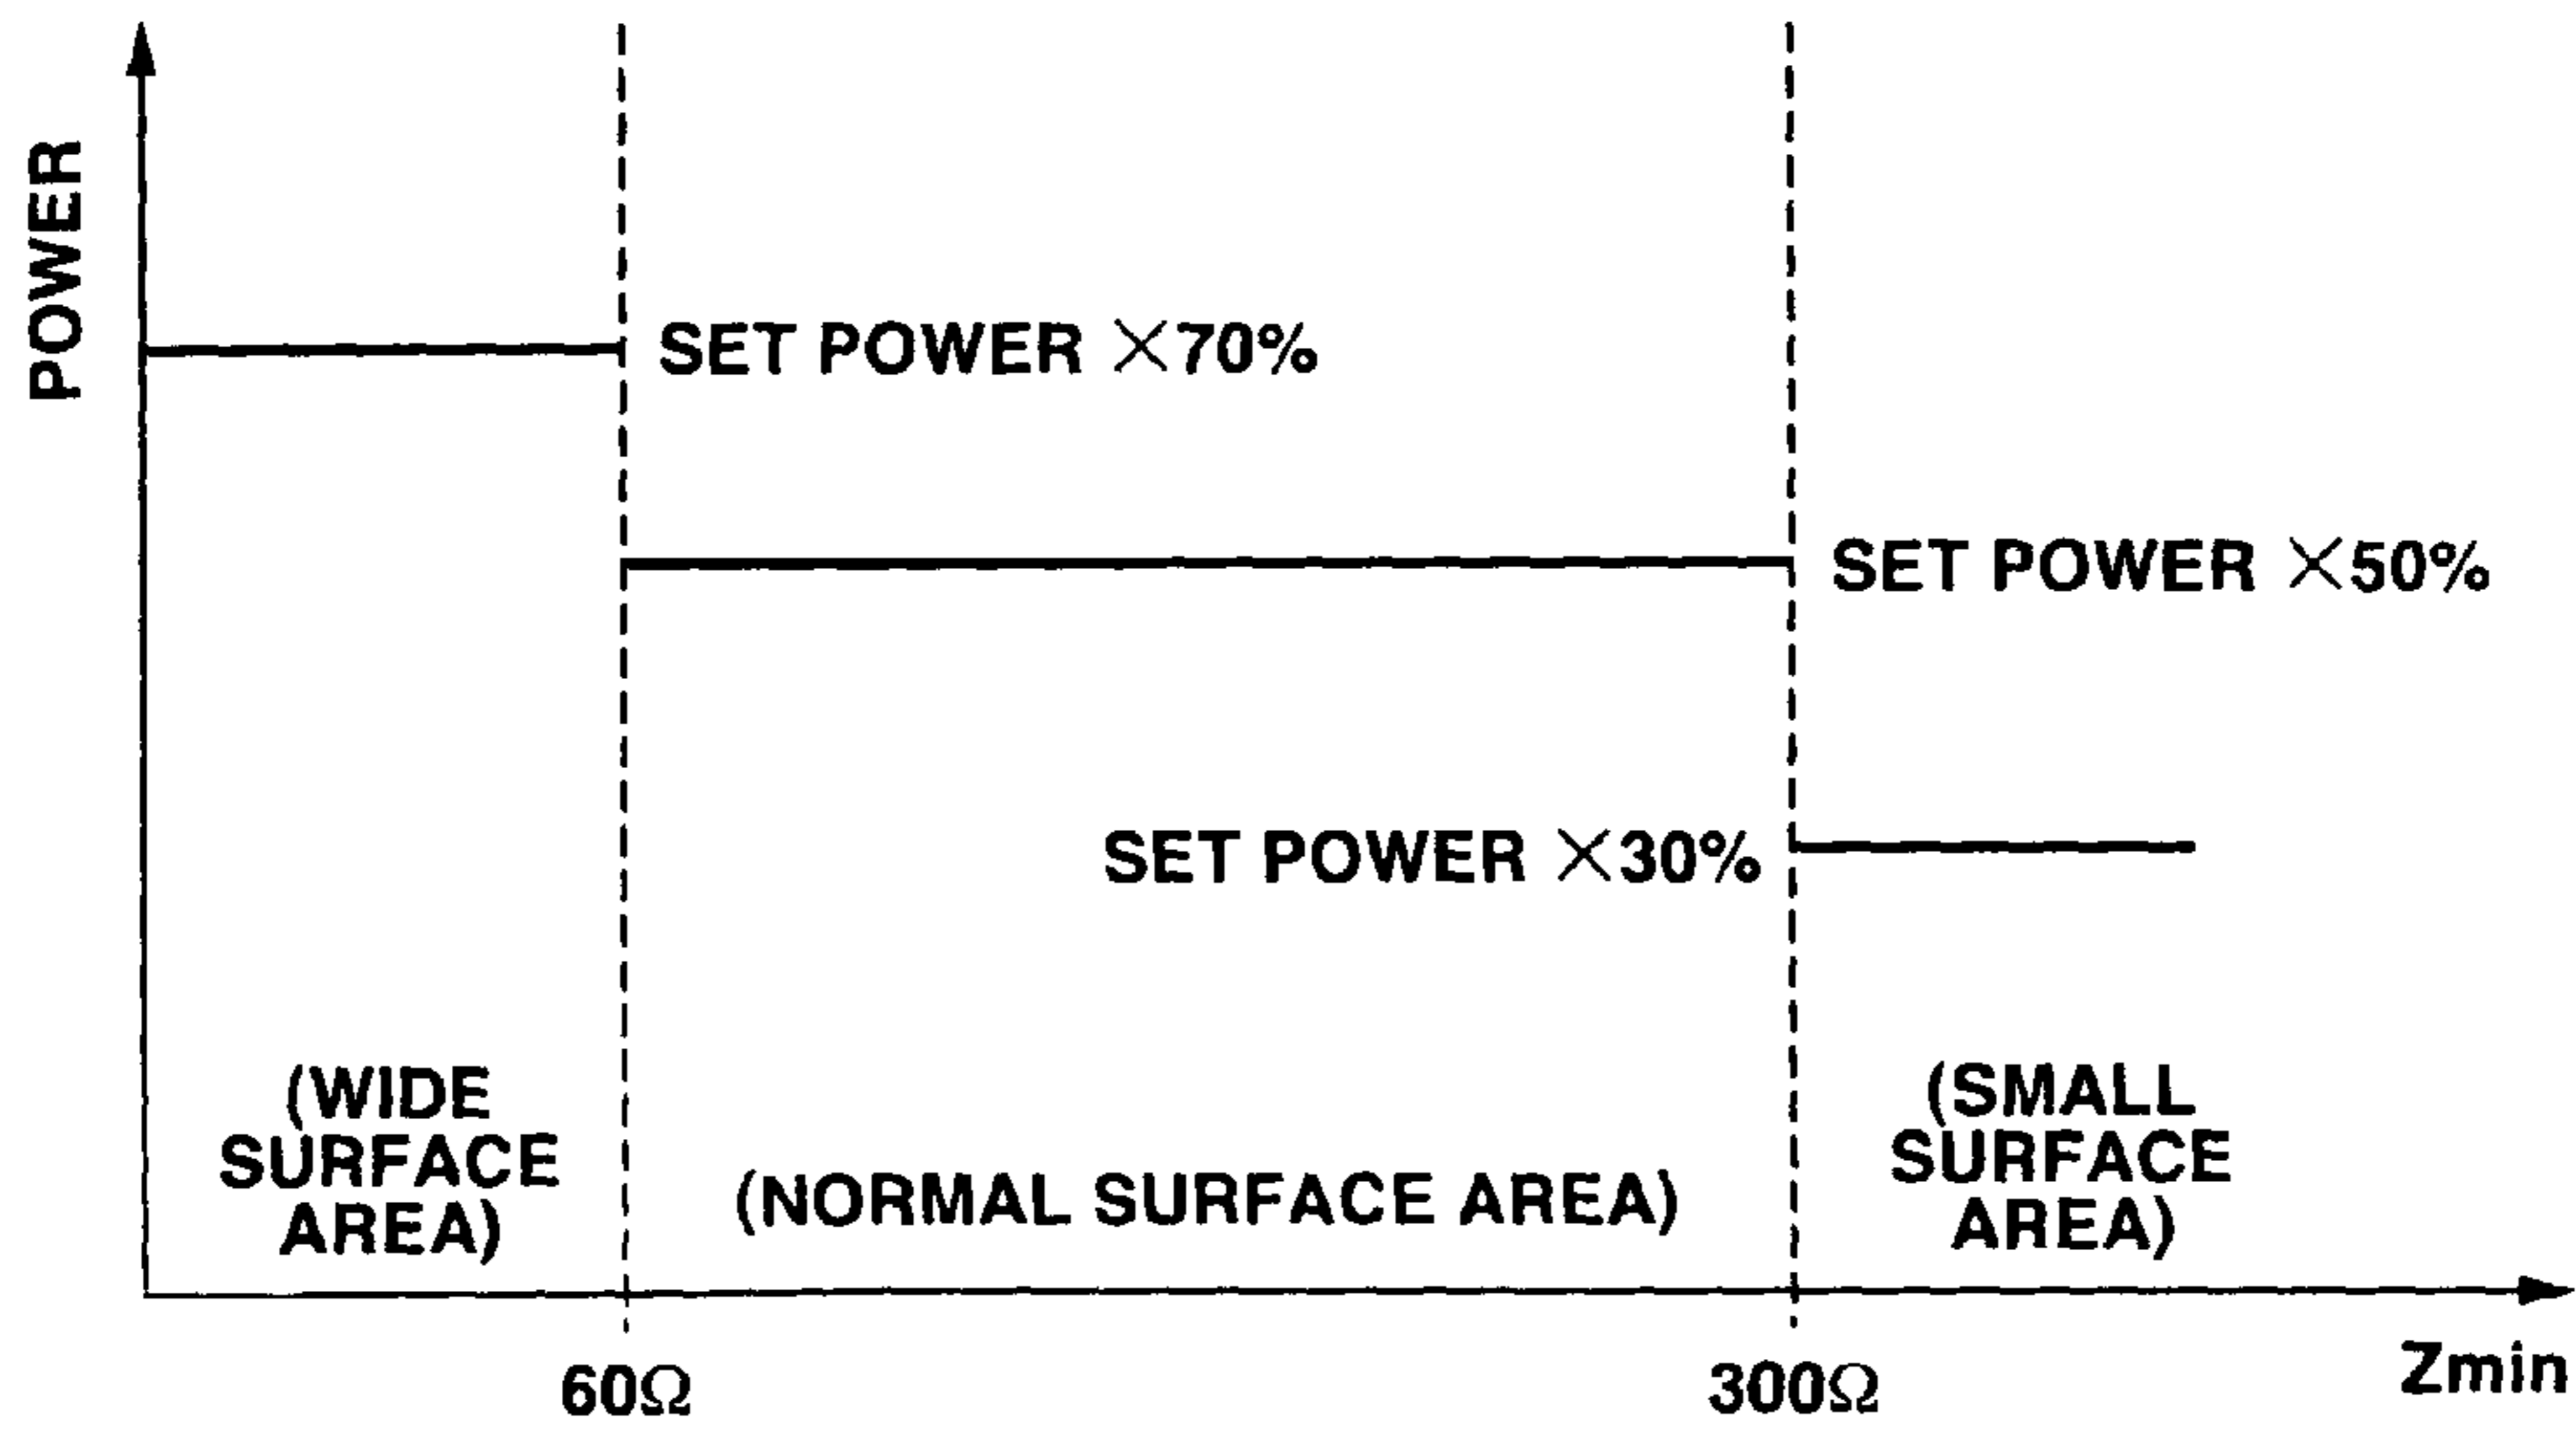 POWER
SET POWER ×70%
SET POWER ×50%
SET POWER ×30%
(WIDE
SURFACE
AREA)
(NORMAL SURFACE AREA)
(SMALL
SURFACE
AREA)
60Ω
300Ω
Zmin